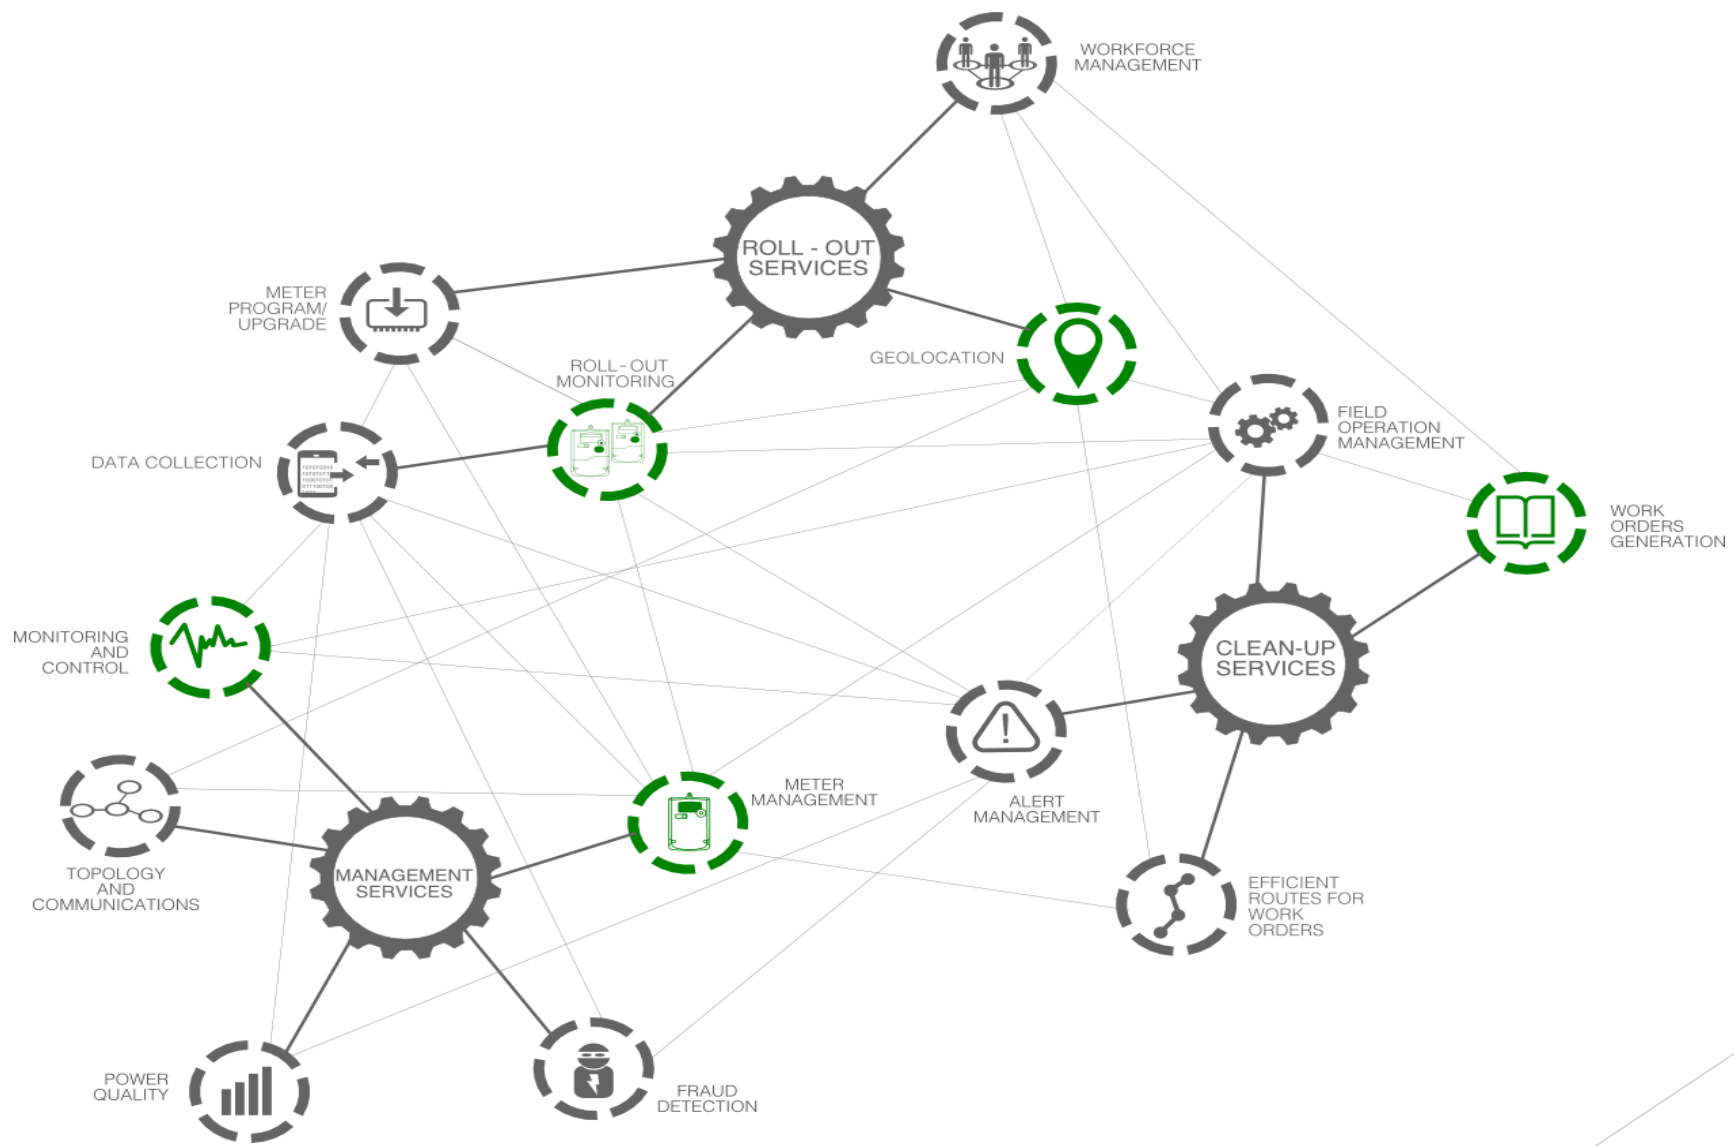 WORKFORCE
MANAGEMENT
ROLL - OUT
SERVICES
METER
PROGRAM/
UPGRADE
ROLL-OUT
MONITORING
GEOLOCATION
FIELD
OPERATION
MANAGEMENT
DATA COLLECTION
WORK
ORDERS
GENERATION
MONITORING
AND
CONTROL
CLEAN-UP
SERVICES
METER
MANAGEMENT
ALERT
MANAGEMENT
TOPOLOGY
AND
COMMUNICATIONS
MANAGEMENT
SERVICES
EFFICIENT
ROUTES FOR
WORK
ORDERS
POWER
QUALITY
FRAUD
DETECTION